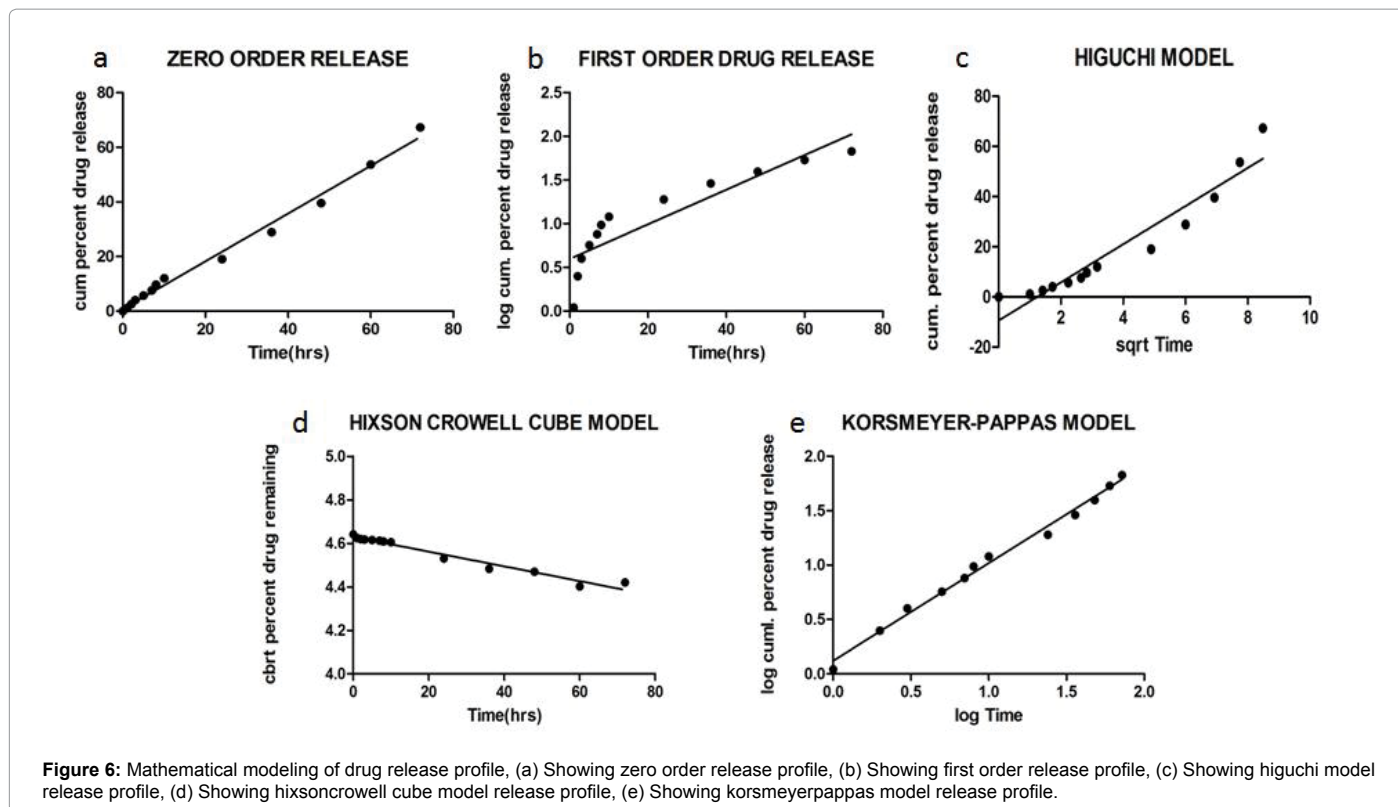 a ZERO ORDER RELEASE
cum percent drug release
80
60
40
20
0
0 20 40 60 80
Time(hrs)
b FIRST ORDER DRUG RELEASE
log cum. percent drug release
2.5
2.0
1.5
1.0
0.5
0.0
0 20 40 60 80
Time(hrs)
c HIGUCHI MODEL
cum. percent drug release
80
60
40
20
0
-20
2 4 6 8 10
sqrt Time
d HIXSON CROWELL CUBE MODEL
cbrt percent drug remaining
5.0
4.8
4.6
4.4
4.2
4.0
0 20 40 60 80
Time(hrs)
e KORSMEYER-PAPPAS MODEL
log cuml. percent drug release
2.0
1.5
1.0
0.5
0.0
0.0 0.5 1.0 1.5 2.0
log Time
Figure 6: Mathematical modeling of drug release profile, (a) Showing zero order release profile, (b) Showing first order release profile, (c) Showing higuchi model
release profile, (d) Showing hixsoncrowell cube model release profile, (e) Showing korsmeyerpappas model release profile.